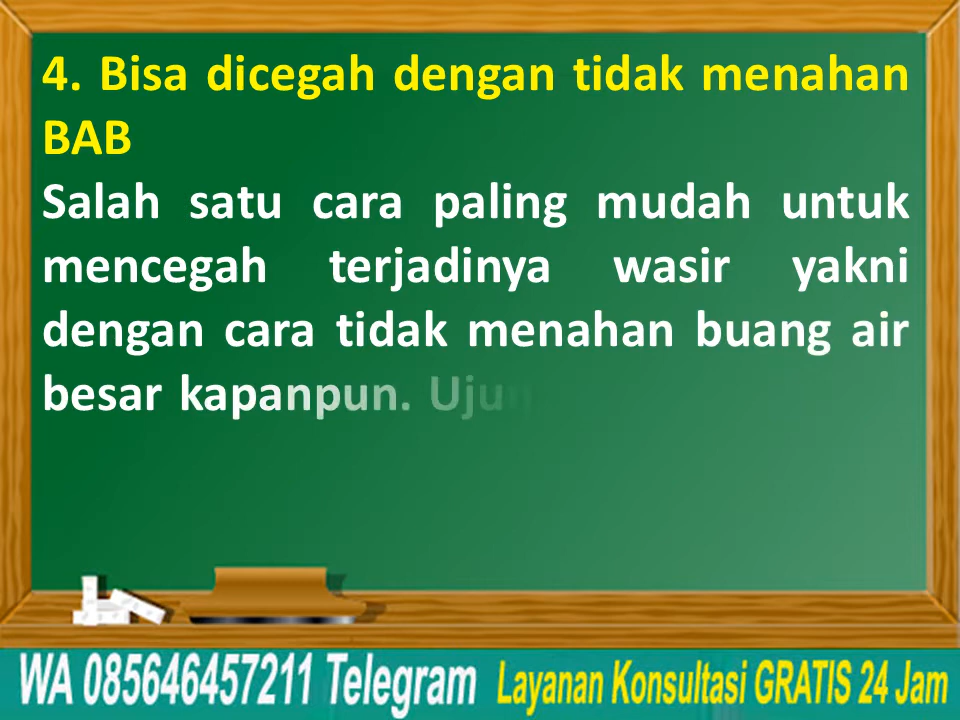 4. Bisa dicegah dengan tidak menahan
BAB
Salah satu cara paling mudah untuk
mencegah terjadinya wasir yakni
dengan cara tidak menahan buang air
besar kapanpun.
WA 085646457211 Telegram Layanan Konsultasi GRATIS 24 Jam